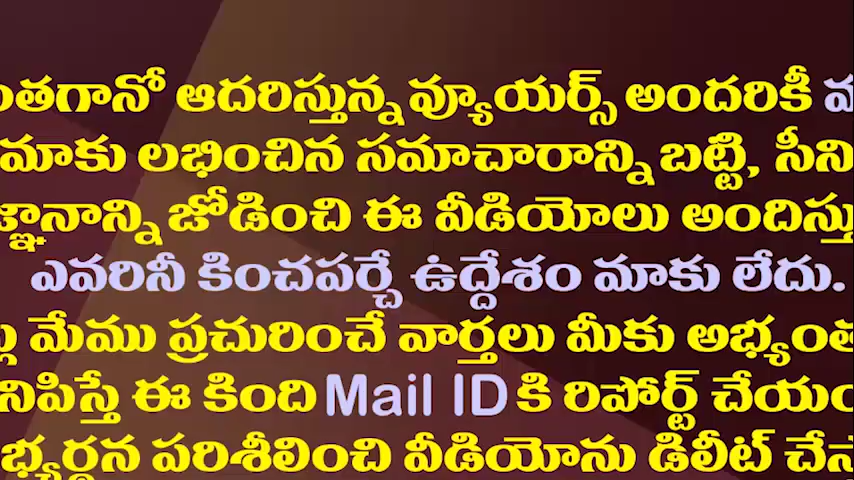 ంతగానో ఆదరిస్తున్న వ్యూయర్స్ అందరికీ
మాకు లభించిన సమాచారాన్ని బట్టి, సీని
జ్ఞానాన్ని జోడించి ఈ వీడియోలు అందిస్తు
ఎవరినీ కించపర్చే ఉద్దేశం మాకు లేదు.
మేము ప్రచురించే వార్తలు మీకు అభ్యంత
నిపిస్తే ఈ కింది Mail ID కి రిపోర్ట్ చేయం
భ్యర్థన పరిశీలించి వీడియోను డిలీట్ చేస